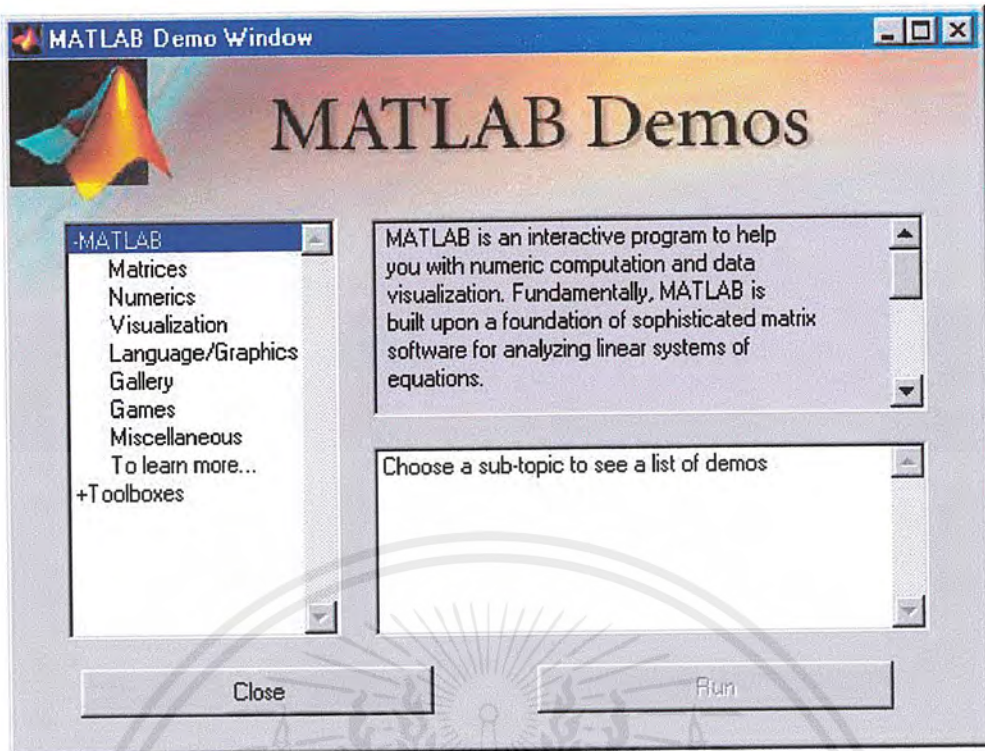 MATLAB Demo Window
MATLAB Demos
-MATLAB
Matrices
Numerics
Visualization
Language/Graphics
Gallery
Games
Miscellaneous
To learn more...
+Toolboxes
MATLAB is an interactive program to help
you with numeric computation and data
visualization. Fundamentally, MATLAB is
built upon a foundation of sophisticated matrix
software for analyzing linear systems of
equations.
Choose a sub-topic to see a list of demos
Close
Run